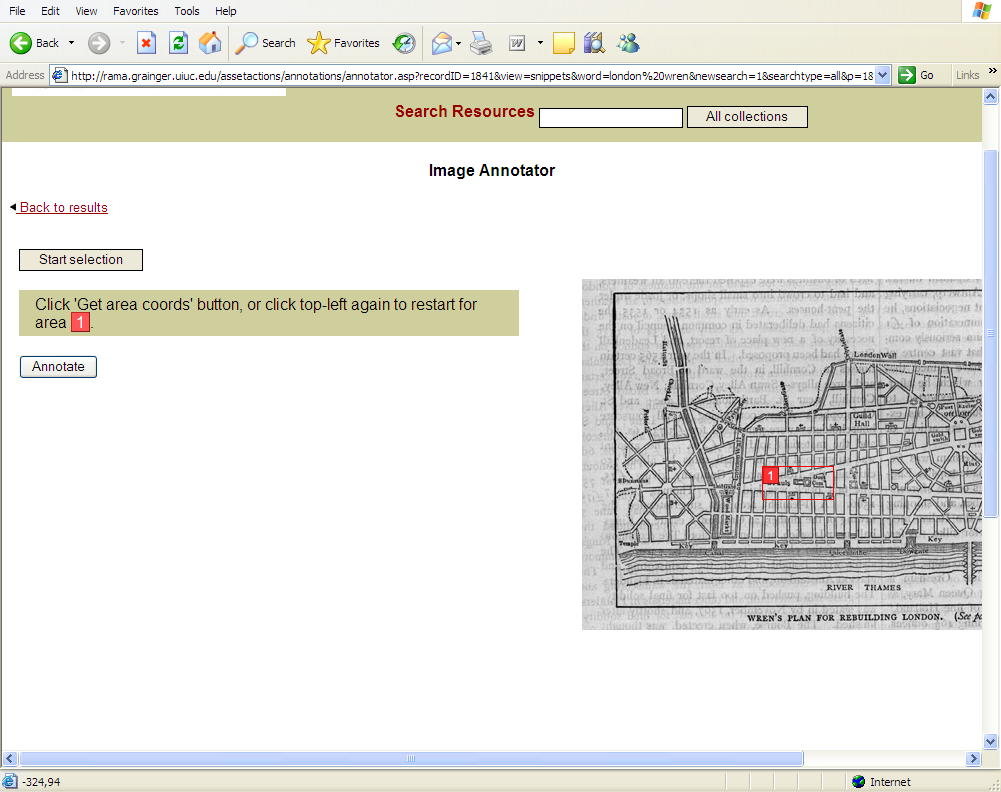 File Edit View Favorites Tools Help
Back Search Favorites
Address http://rama.grainger.uiuc.edu/assetactions/annotations/annotator.asp?recordID=1841&view=snippets&word=london%20wren&newsearch=1&searchtype=all&p=18 Go Links »
Search Resources All collections
Image Annotator
Back to results
Start selection
Click 'Get area coords' button, or click top-left again to restart for
area 1.
Annotate
London Wall
Guild
Hall
1
Temple
Key Key Key
RIVER THAMES
WREN'S PLAN FOR REBUILDING LONDON. (See
-324,94 Internet